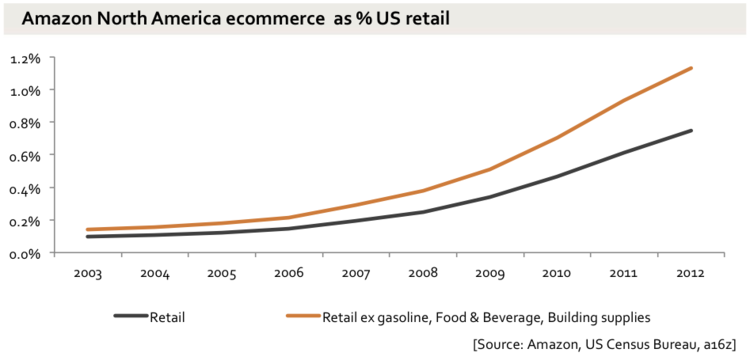 Amazon North America ecommerce as % US retail
1.2%
1.0%
0.8%
0.6%
0.4%
0.2%
0.0%
2003 2004 2005 2006 2007 2008 2009 2010 2011 2012
Retail Retail ex gasoline, Food & Beverage, Building supplies
[Source: Amazon, US Census Bureau, a16z]